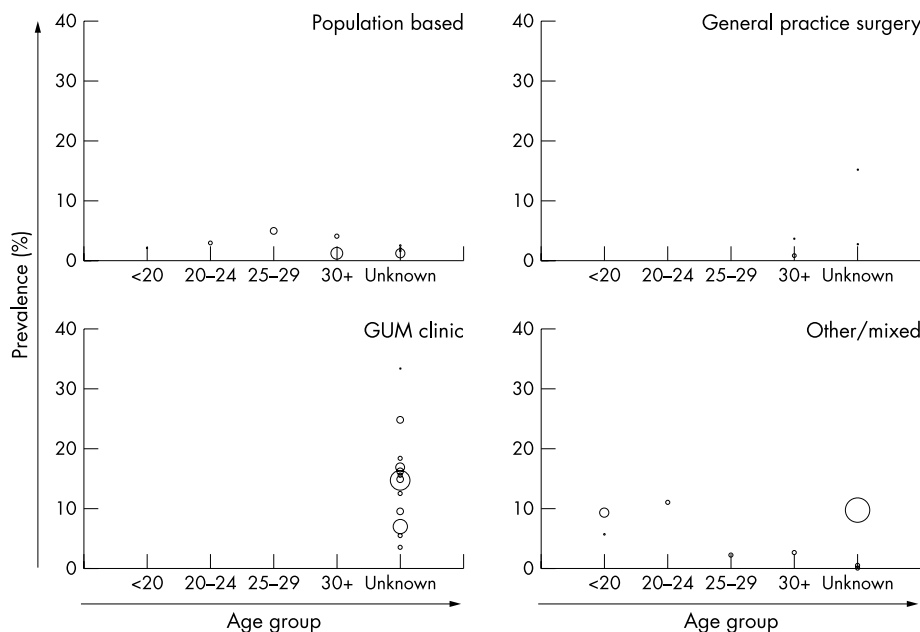 Prevalence (%)
Population based
40
30
20
10
0
<20 20–24 25–29 30+ Unknown
General practice surgery
40
30
20
10
0
<20 20–24 25–29 30+ Unknown
GUM clinic
40
30
20
10
0
<20 20–24 25–29 30+ Unknown
Age group
Other/mixed
40
30
20
10
0
<20 20–24 25–29 30+ Unknown
Age group